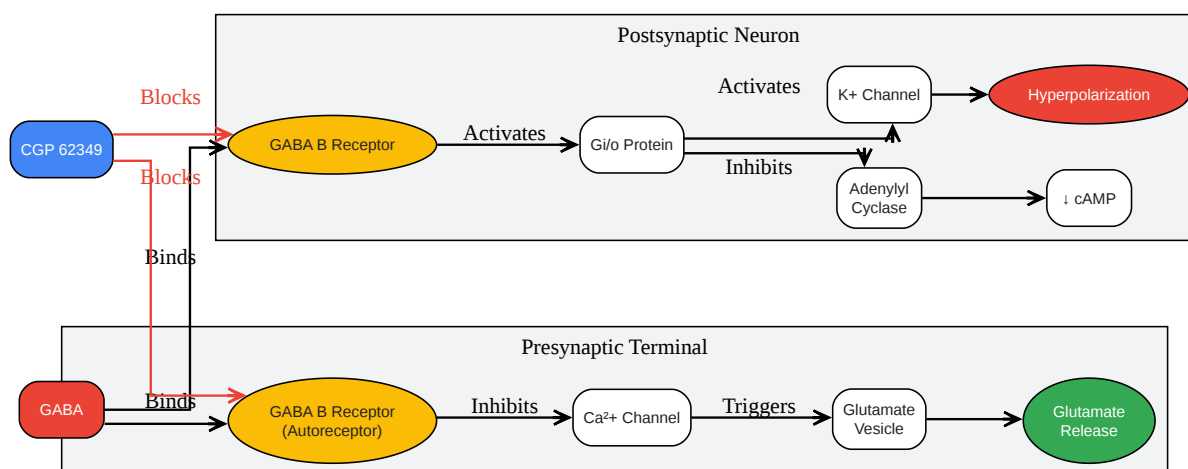 Postsynaptic Neuron
Blocks
CGP 62349
Blocks
GABA B Receptor
Activates
Gi/o Protein
Activates
K+ Channel
Hyperpolarization
Inhibits
Adenylyl
Cyclase
↓ cAMP
Binds
Presynaptic Terminal
GABA
Binds
GABA B Receptor
(Autoreceptor)
Inhibits
Ca²+ Channel
Triggers
Glutamate
Vesicle
Glutamate
Release